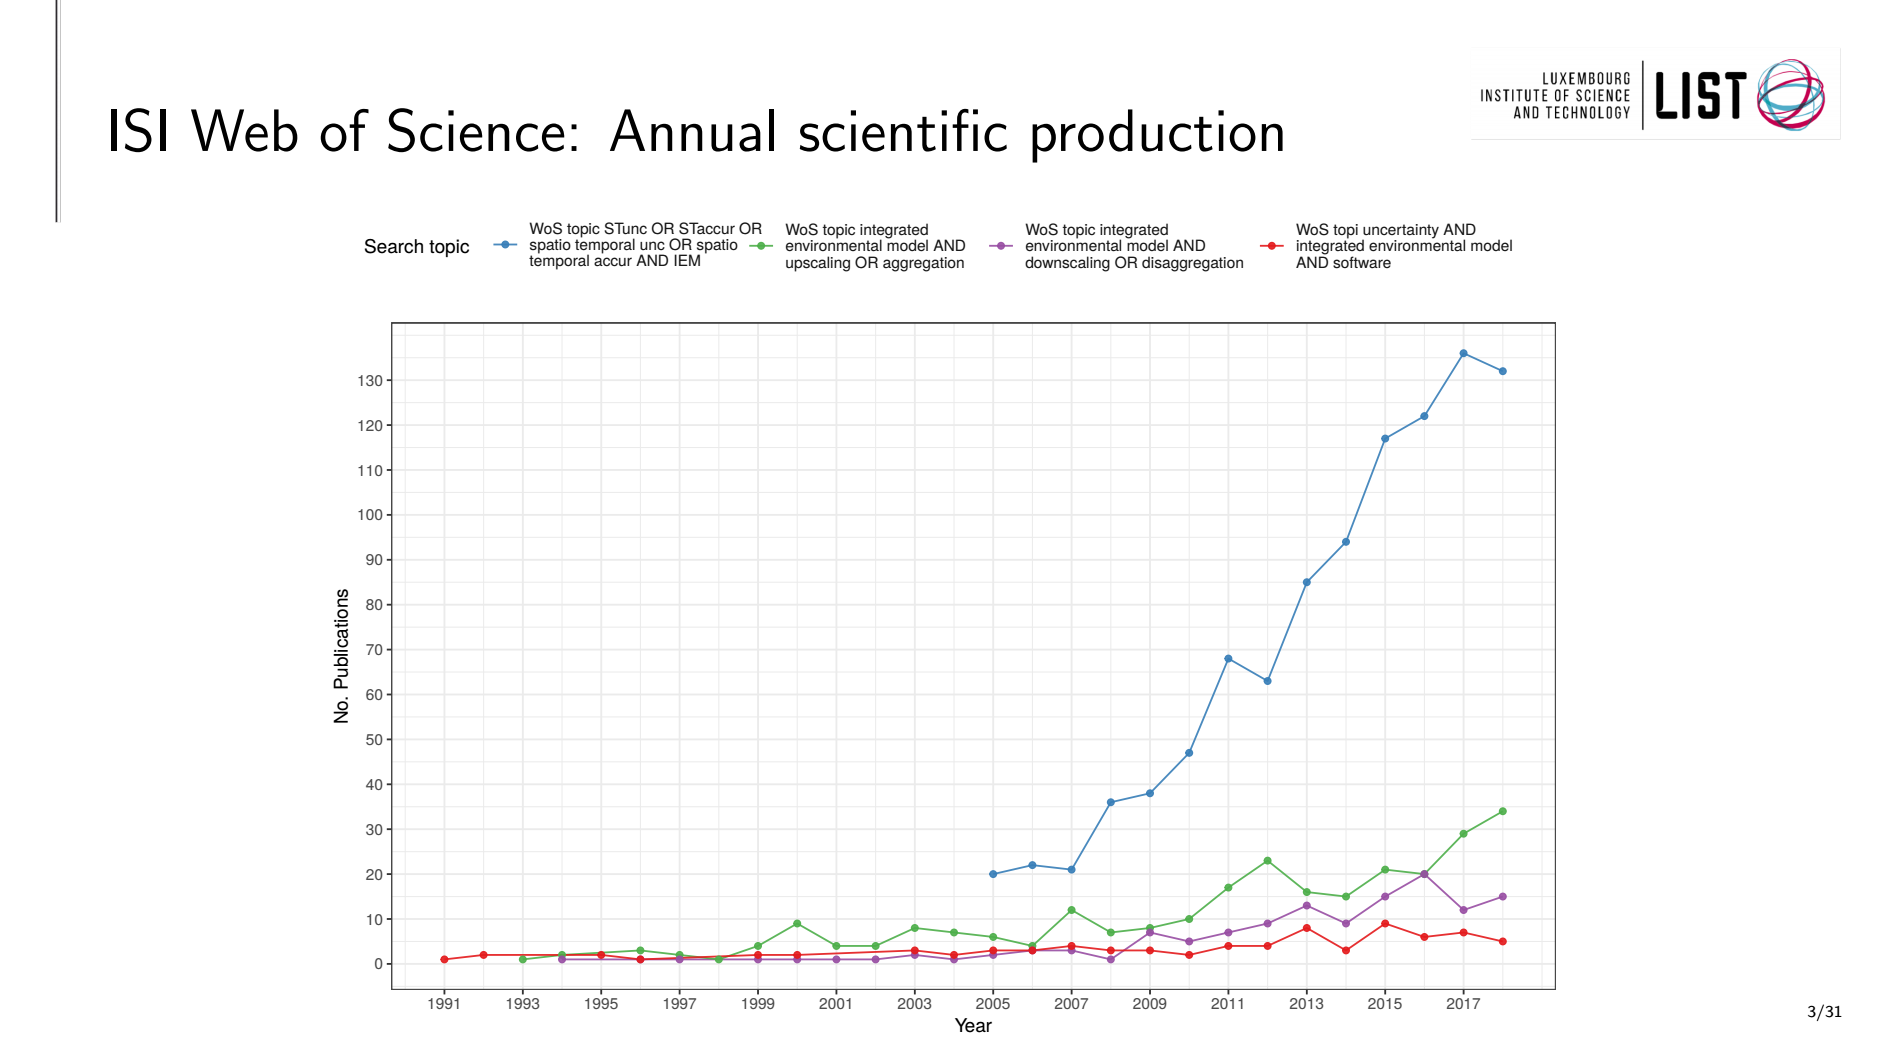 LUXEMBOURG
INSTITUTE OF SCIENCE
AND TECHNOLOGY
LIST
ISI Web of Science: Annual scientific production
Search topic
WoS topic STunc OR STaccur OR
spatio temporal unc OR spatio
temporal accur AND IEM
WoS topic integrated
environmental model AND
upscaling OR aggregation
WoS topic integrated
environmental model AND
downscaling OR disaggregation
WoS topi uncertainty AND
integrated environmental model
AND software
No. Publications
130
120
110
100
90
80
70
60
50
40
30
20
10
0
1991 1993 1995 1997 1999 2001 2003 2005 2007 2009 2011 2013 2015 2017
Year
3/31